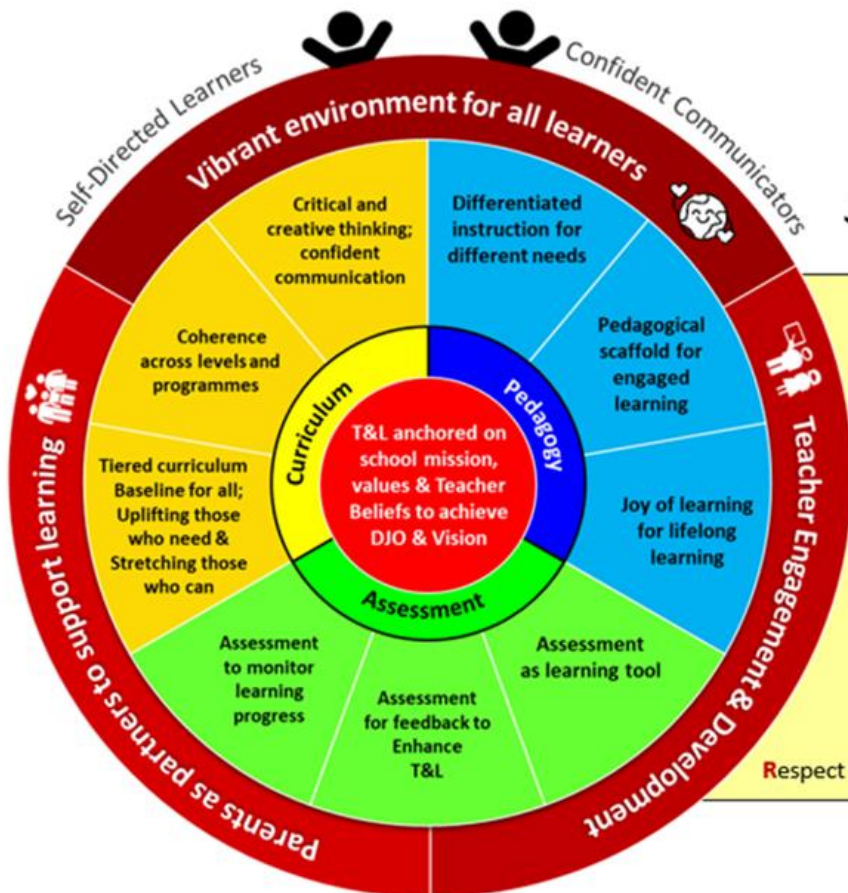 Self-Directed Learners
Confident Communicators
Vibrant environment for all learners
Critical and
creative thinking;
confident
communication
Differentiated
instruction for
different needs
Coherence
across levels and
programmes
Pedagogical
scaffold for
engaged
learning
Tiered curriculum
Baseline for all;
Uplifting those
who need &
Stretching those
who can
Joy of learning
for lifelong
learning
Curriculum
Pedagogy
Assessment
T&L anchored on
school mission,
values & Teacher
Beliefs to achieve
DJO & Vision
Assessment
to monitor
learning
progress
Assessment
for feedback to
Enhance
T&L
Assessment
as learning tool
Parents as partners to support learning
Teacher Engagement & Development
Respect